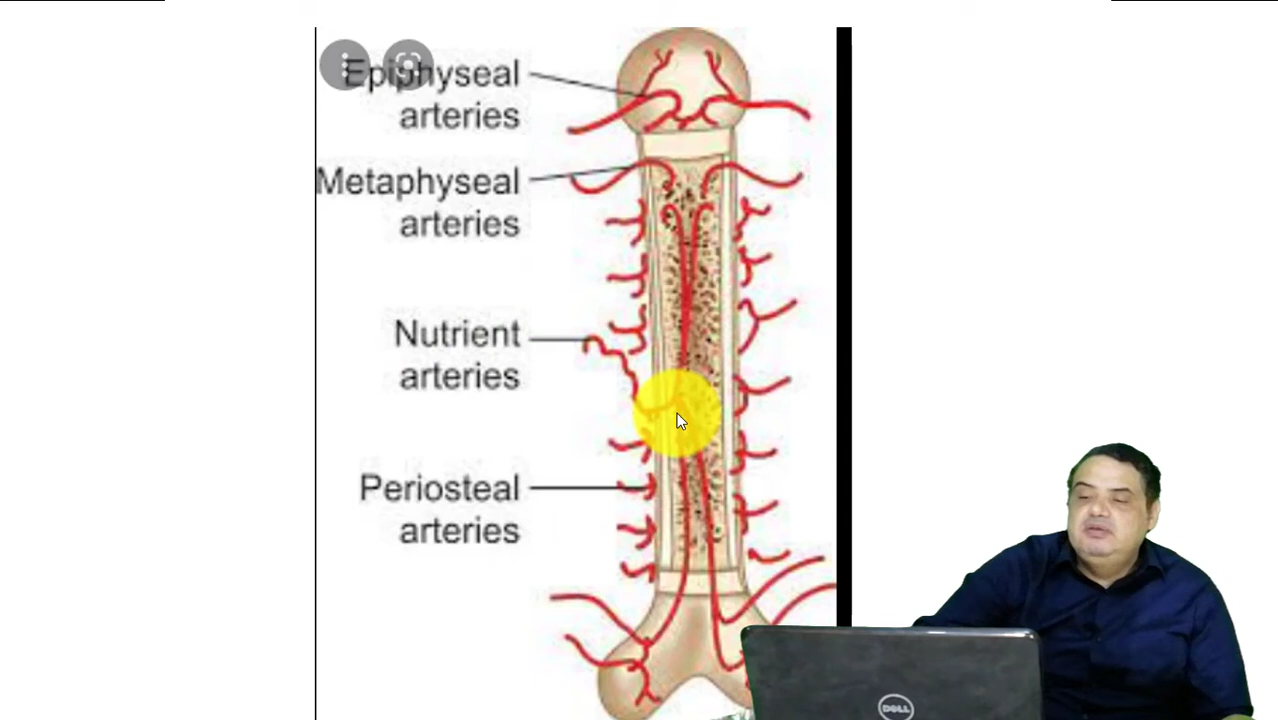 Epiphyseal
arteries
Metaphyseal
arteries
Nutrient
arteries
Periosteal
arteries
DELL